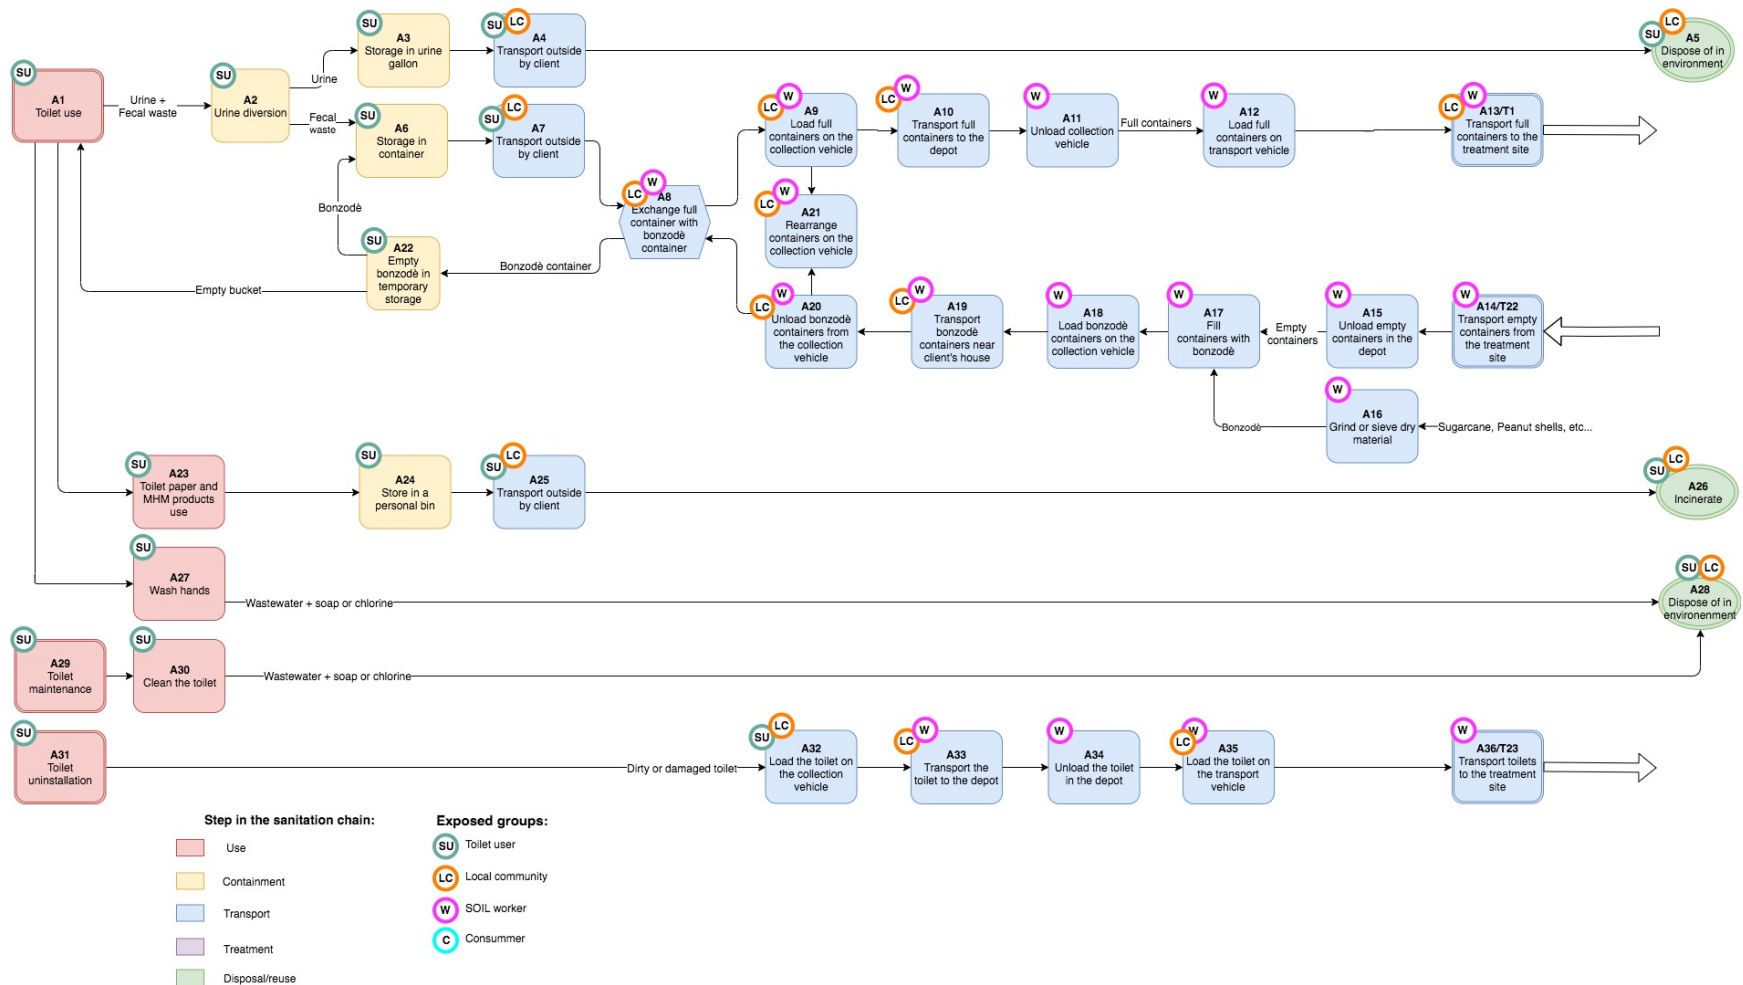 SU
A1
Toilet use
Urine +
Fecal waste
SU
A2
Urine diversion
Urine
Fecal
waste
SU
A3
Storage in urine
gallon
SU
LC
A4
Transport outside
by client
SU
LC
A5
Dispose of in
environment
SU
A6
Storage in
container
SU
LC
A7
Transport outside
by client
LC
W
A8
Exchange full
container with
bonzodè
container
LC
W
A9
Load full
containers on the
collection vehicle
LC
W
A10
Transport full
containers to the
depot
W
A11
Unload collection
vehicle
Full containers
W
A12
Load full
containers on
transport vehicle
LC
W
A13/T1
Transport full
containers to the
treatment site
LC
W
A21
Rearrange
containers on the
collection vehicle
Bonzodè
SU
A22
Empty
bonzodè in
temporary
storage
Bonzodè container
Empty bucket
LC
W
A20
Unload bonzodè
containers from
the collection
vehicle
LC
W
A19
Transport
bonzodè
containers near
client's house
W
A18
Load bonzodè
containers on the
collection vehicle
W
A17
Fill
containers with
bonzodè
Empty
containers
W
A15
Unload empty
containers in the
depot
W
A14/T22
Transport empty
containers from
the treatment
site
W
A16
Grind or sieve dry
material
Bonzodè
Sugarcane, Peanut shells, etc...
SU
A23
Toilet paper and
MHM products
use
SU
A24
Store in a
personal bin
SU
LC
A25
Transport outside
by client
SU
LC
A26
Incinerate
SU
A27
Wash hands
Wastewater + soap or chlorine
SU
LC
A28
Dispose of in
environenment
SU
A29
Toilet
maintenance
SU
A30
Clean the toilet
Wastewater + soap or chlorine
SU
A31
Toilet
uninstallation
Dirty or damaged toilet
SU
LC
A32
Load the toilet on
the collection
vehicle
LC
W
A33
Transport the
toilet to the depot
W
A34
Unload the toilet
in the depot
LC
W
A35
Load the toilet on
the transport
vehicle
W
A36/T23
Transport toilets
to the treatment
site
Step in the sanitation chain:
Use
Containment
Transport
Treatment
Disposal/reuse
Exposed groups:
SU Toilet user
LC Local community
W SOIL worker
C Consummer